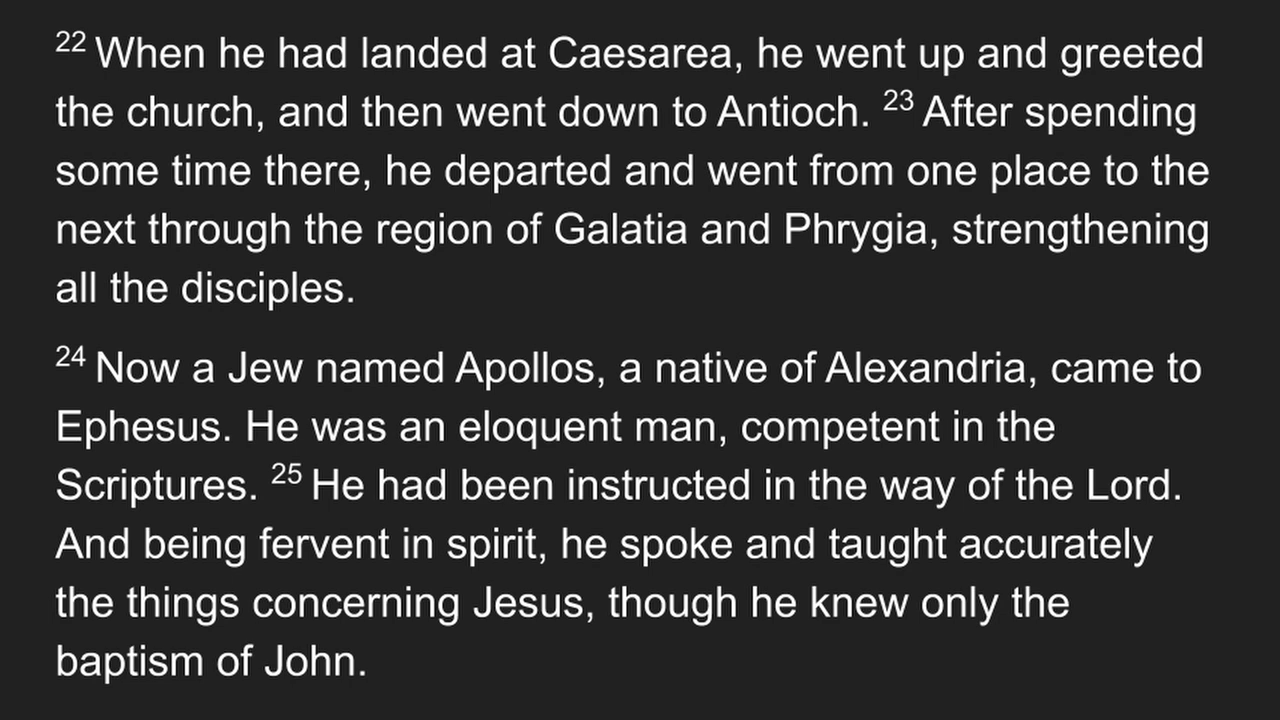 22 When he had landed at Caesarea, he went up and greeted
the church, and then went down to Antioch. 23 After spending
some time there, he departed and went from one place to the
next through the region of Galatia and Phrygia, strengthening
all the disciples.
24 Now a Jew named Apollos, a native of Alexandria, came to
Ephesus. He was an eloquent man, competent in the
Scriptures. 25 He had been instructed in the way of the Lord.
And being fervent in spirit, he spoke and taught accurately
the things concerning Jesus, though he knew only the
baptism of John.